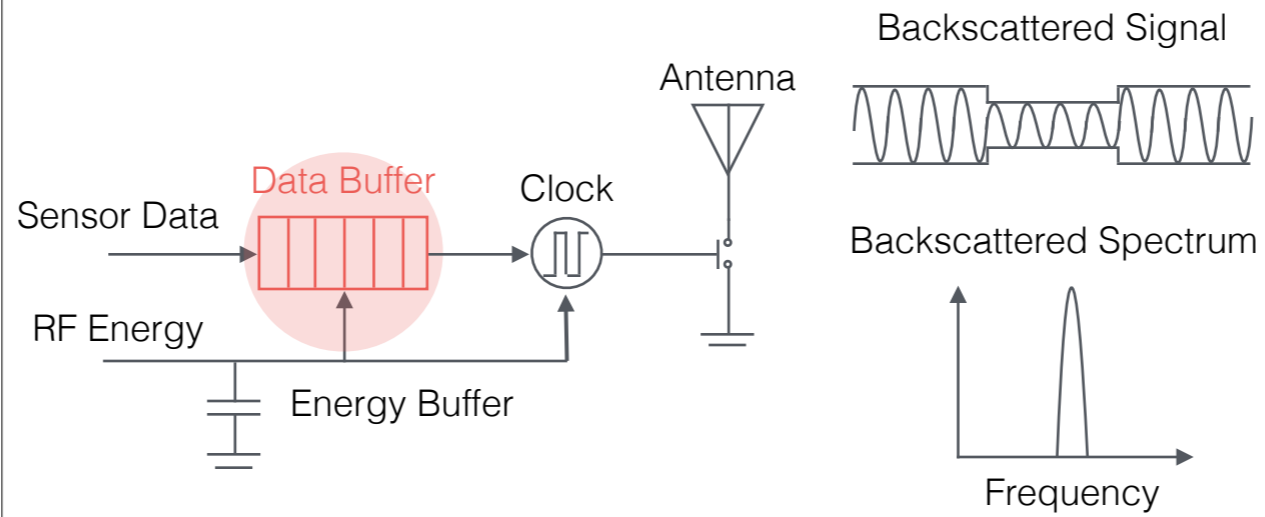 Backscattered Signal
Antenna
Data Buffer
Clock
Sensor Data
Backscattered Spectrum
RF Energy
Energy Buffer
Frequency